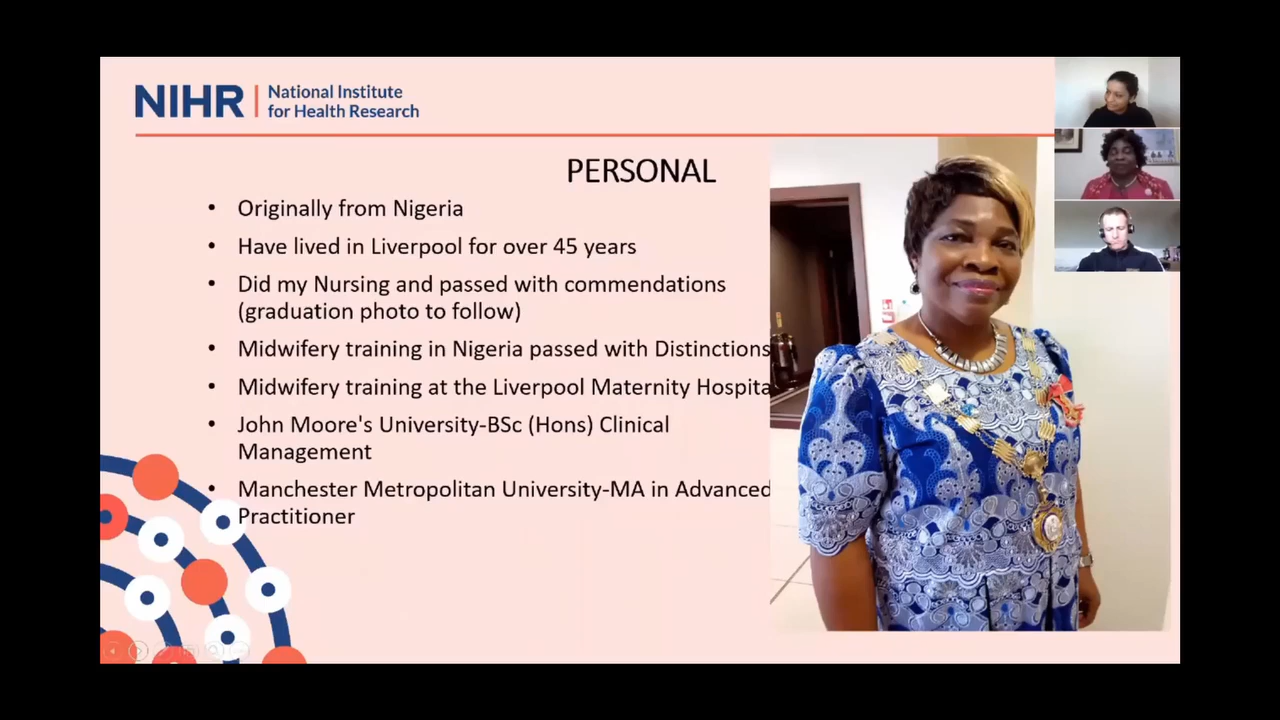 NIHR | National Institute
for Health Research
PERSONAL
• Originally from Nigeria
• Have lived in Liverpool for over 45 years
• Did my Nursing and passed with commendations
(graduation photo to follow)
• Midwifery training in Nigeria passed with Distinctions
• Midwifery training at the Liverpool Maternity Hospita
• John Moore's University-BSc (Hons) Clinical
Management
• Manchester Metropolitan University-MA in Advanced
Practitioner